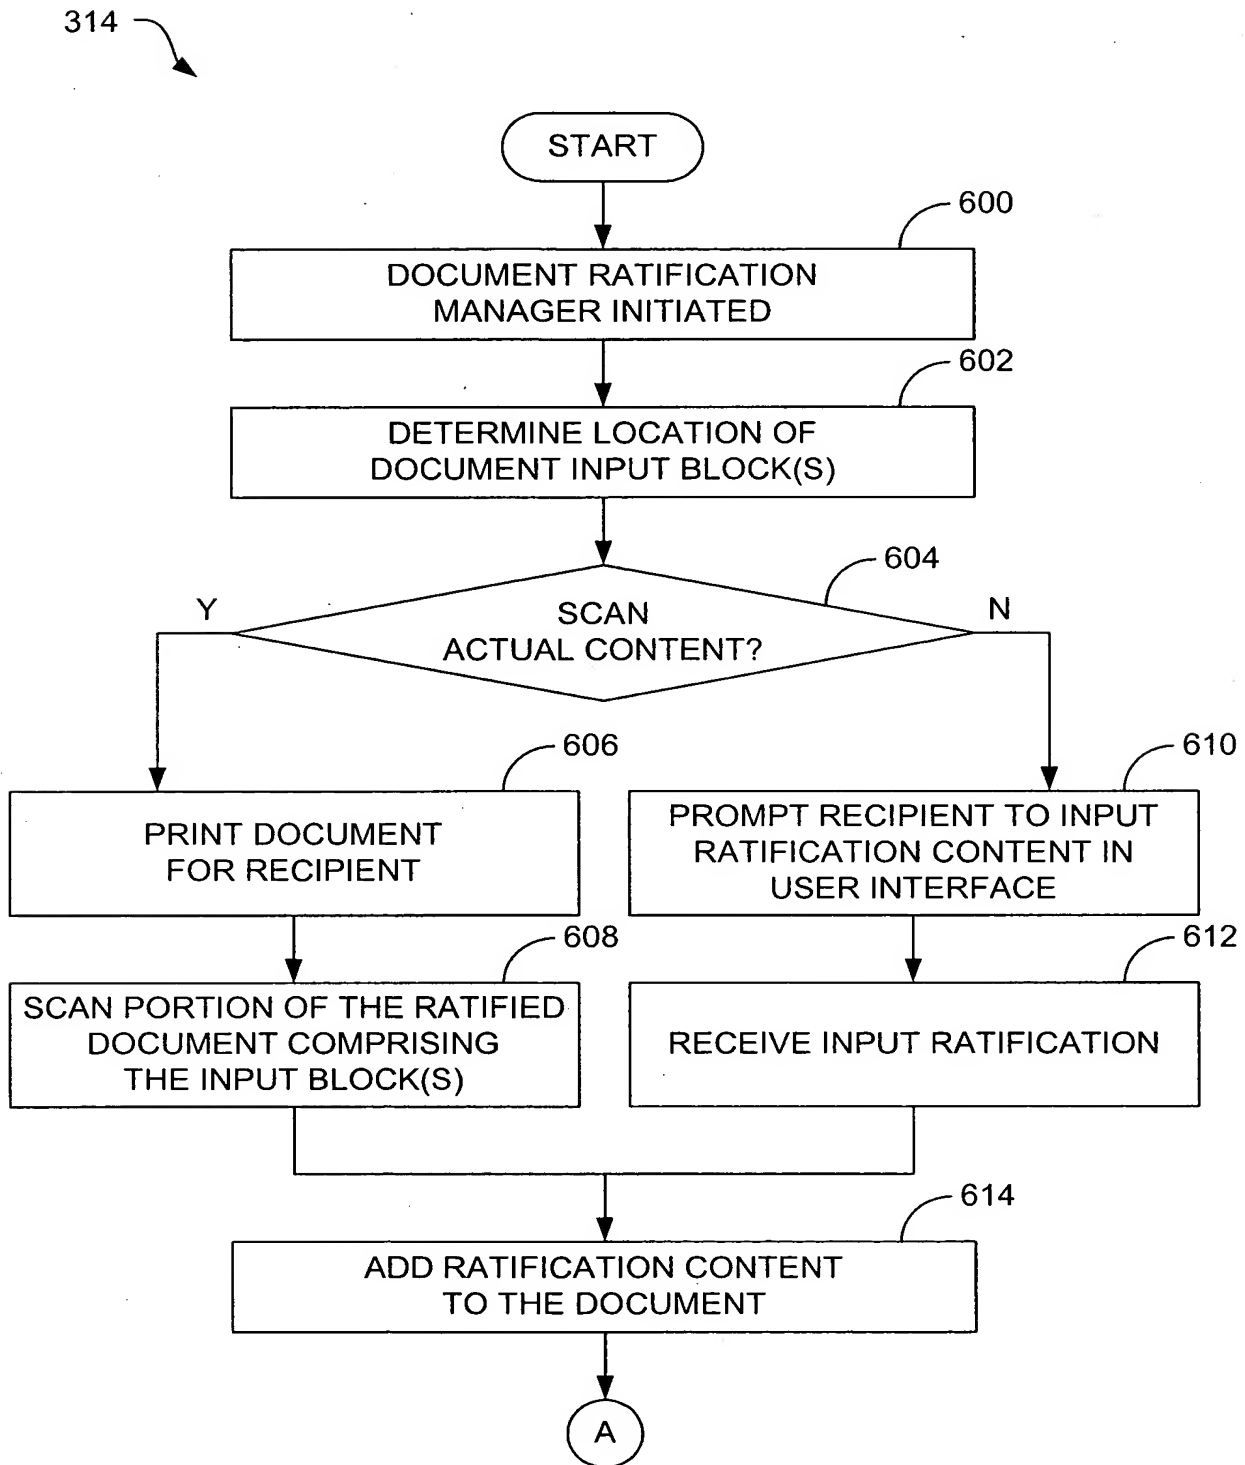 314
START
600
DOCUMENT RATIFICATION
MANAGER INITIATED
602
DETERMINE LOCATION OF
DOCUMENT INPUT BLOCK(S)
604
Y
N
SCAN
ACTUAL CONTENT?
606
PRINT DOCUMENT
FOR RECIPIENT
610
PROMPT RECIPIENT TO INPUT
RATIFICATION CONTENT IN
USER INTERFACE
608
SCAN PORTION OF THE RATIFIED
DOCUMENT COMPRISING
THE INPUT BLOCK(S)
612
RECEIVE INPUT RATIFICATION
614
ADD RATIFICATION CONTENT
TO THE DOCUMENT
A